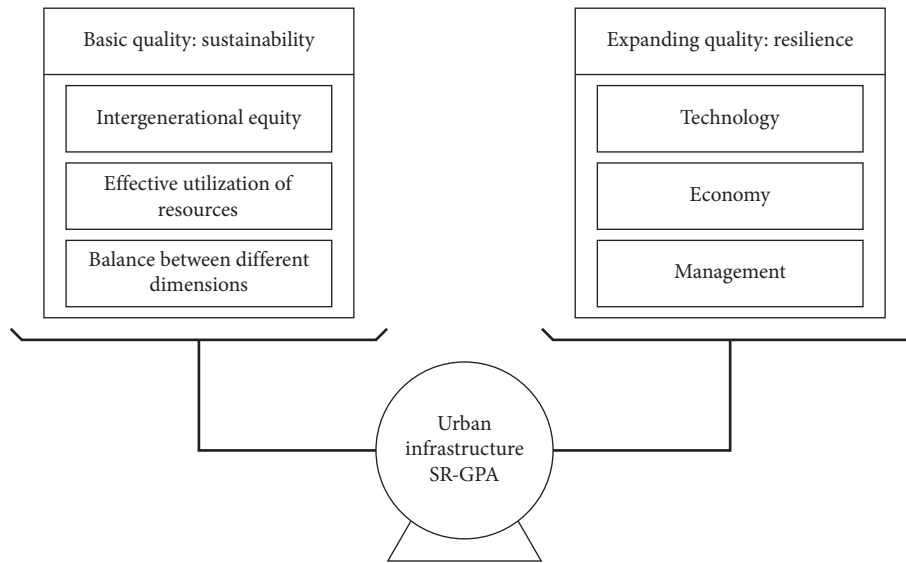 Basic quality: sustainability
Intergenerational equity
Effective utilization of
resources
Balance between different
dimensions
Expanding quality: resilience
Technology
Economy
Management
Urban
infrastructure
SR-GPA